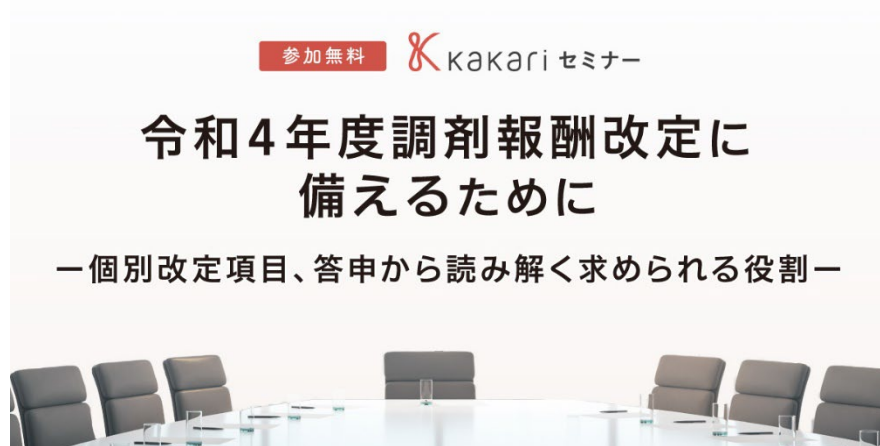 参加無料 kakari セミナー
令和4年度調剤報酬改定に
備えるために
ー個別改定項目、答申から読み解く求められる役割ー